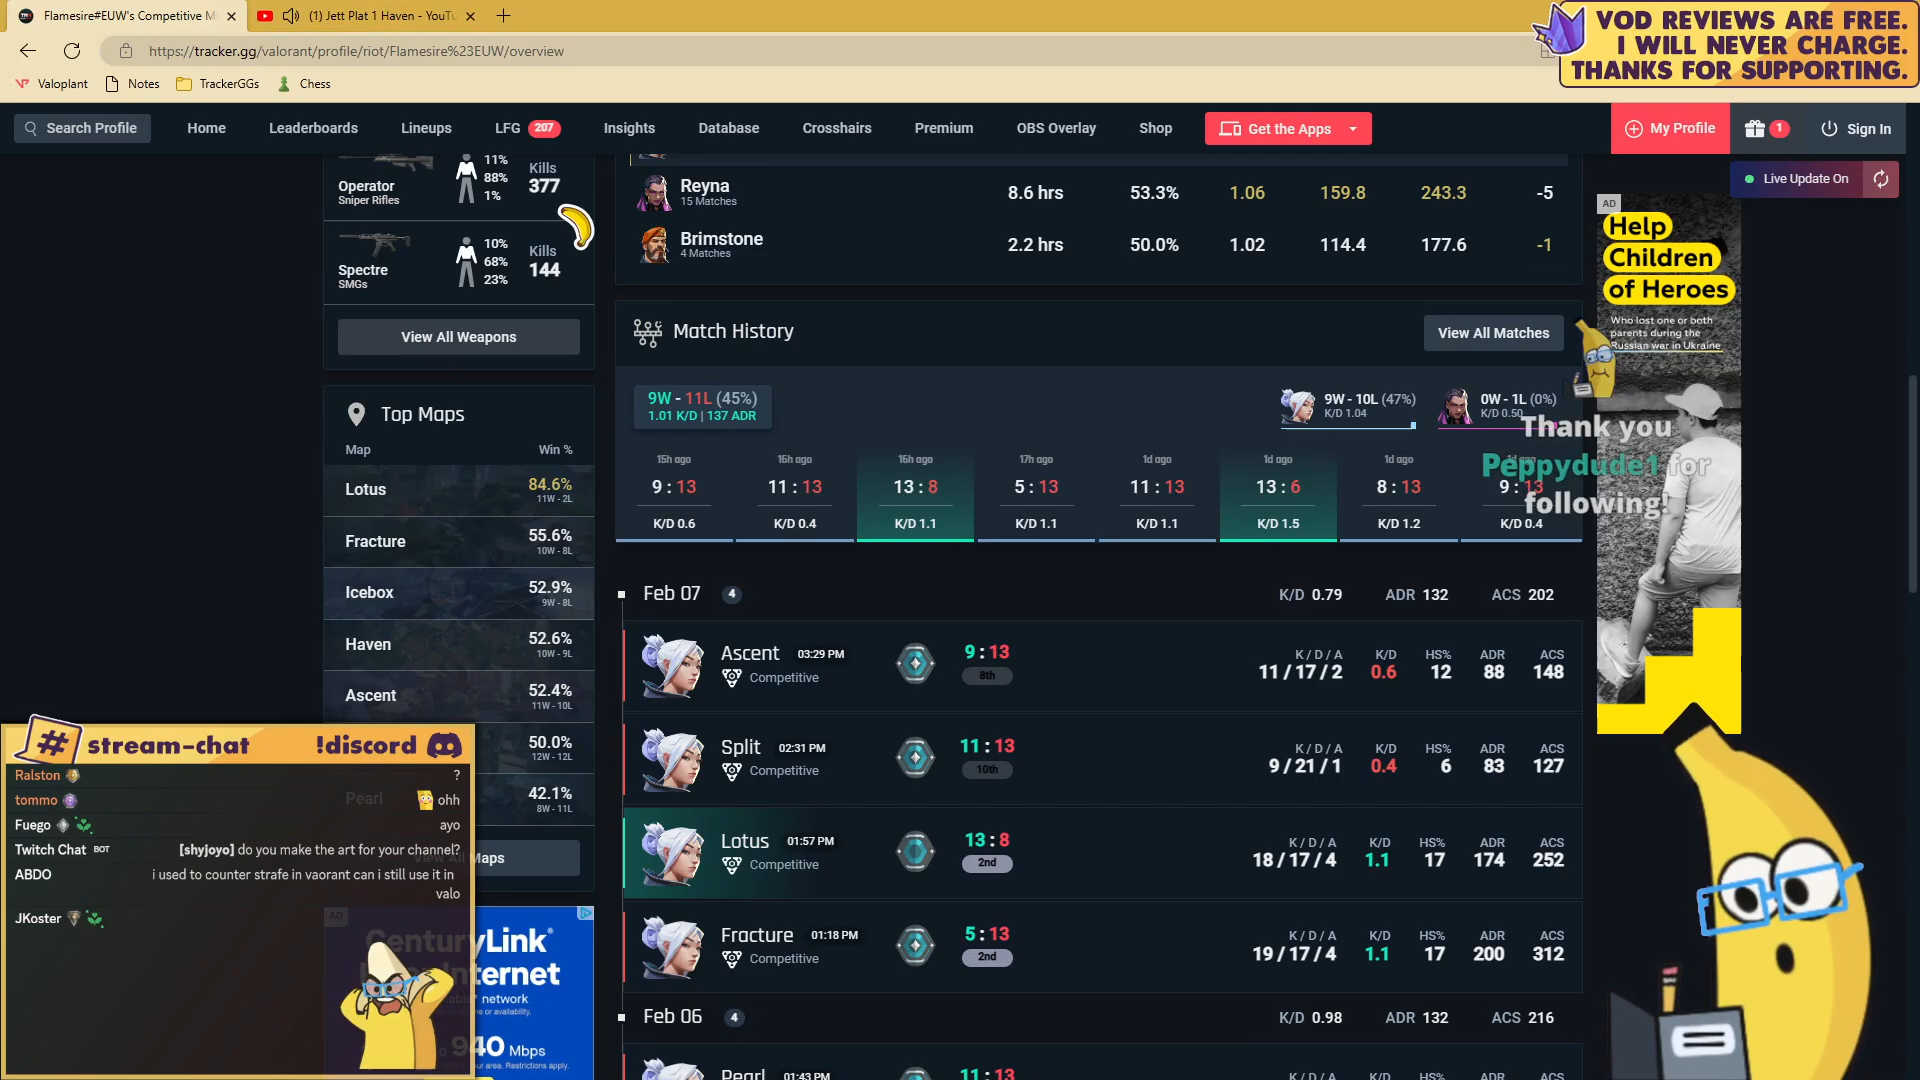 Flamesire#EUW's Competitive M
(1) Jett Plat 1 Haven - YouTu
https://tracker.gg/valorant/profile/riot/Flamesire%23EUW/overview
Valoplant
Notes
TrackerGGs
Chess
VOD REVIEWS ARE FREE.
I WILL NEVER CHARGE.
THANKS FOR SUPPORTING.
Search Profile
Home
Leaderboards
Lineups
LFG 207
Insights
Database
Crosshairs
Premium
OBS Overlay
Shop
Get the Apps
My Profile
1
Sign In
Live Update On
Operator
Sniper Rifles
11%
88%
1%
Kills
377
Spectre
SMGs
10%
68%
23%
Kills
144
View All Weapons
Reyna
15 Matches
8.6 hrs 53.3% 1.06 159.8 243.3 -5
Brimstone
4 Matches
2.2 hrs 50.0% 1.02 114.4 177.6 -1
Match History
View All Matches
9W - 11L (45%)
1.01 K/D | 137 ADR
9W - 10L (47%)
K/D 1.04
0W - 1L (0%)
K/D 0.50
15h ago 16h ago 16h ago 17h ago 1d ago 1d ago 1d ago 1d ago
9 : 13 11 : 13 13 : 8 5 : 13 11 : 13 13 : 6 8 : 13 9 : 13
K/D 0.6 K/D 0.4 K/D 1.1 K/D 1.1 K/D 1.1 K/D 1.5 K/D 1.2 K/D 0.4
Thank you
Peppydude1 for
following!
Top Maps
Map Win %
Lotus 84.6%
11W - 2L
Fracture 55.6%
10W - 8L
Icebox 52.9%
9W - 8L
Haven 52.6%
10W - 9L
Ascent 52.4%
11W - 10L
50.0%
12W - 12L
Pearl 42.1%
8W - 11L
View All Maps
Feb 07 4
K/D 0.79 ADR 132 ACS 202
Ascent 03:29 PM
Competitive
9 : 13
8th
K / D / A K/D HS% ADR ACS
11 / 17 / 2 0.6 12 88 148
Split 02:31 PM
Competitive
11 : 13
10th
K / D / A K/D HS% ADR ACS
9 / 21 / 1 0.4 6 83 127
Lotus 01:57 PM
Competitive
13 : 8
2nd
K / D / A K/D HS% ADR ACS
18 / 17 / 4 1.1 17 174 252
Fracture 01:18 PM
Competitive
5 : 13
2nd
K / D / A K/D HS% ADR ACS
19 / 17 / 4 1.1 17 200 312
Feb 06 4
K/D 0.98 ADR 132 ACS 216
Pearl 01:43 PM
11 : 13
K / D / A K/D HS% ADR ACS
# stream-chat !discord
Ralston ?
tommo ohh
Fuego ayo
Twitch Chat BOT [shyjoyo] do you make the art for your channel?
ABDO i used to counter strafe in vaorant can i still use it in
valo
JKoster
AD
CenturyLink
Internet
network
or availability.
940 Mbps
ur area. Restrictions apply.
AD
Help
Children
of Heroes
Who lost one or both
parents during the
Russian war in Ukraine